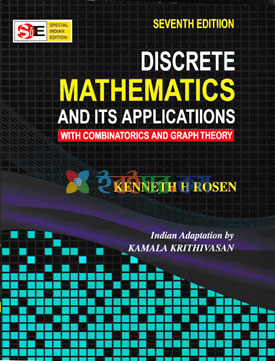 SIE
SPECIAL
INDIAN
EDITION
SEVENTH EDITIION
DISCRETE
MATHEMATICS
AND ITS APPLICATIIONS
WITH COMBINATORICS AND GRAPH THEORY
KENNETH H ROSEN
Indian Adaptation by
KAMALA KRITHIVASAN